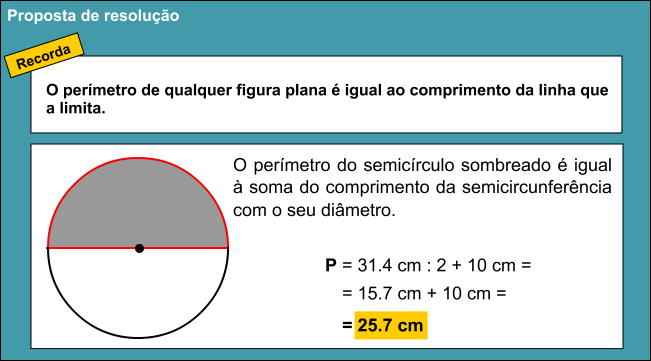 Proposta de resolução
Recorda
O perímetro de qualquer figura plana é igual ao comprimento da linha que
a limita.
O perímetro do semicírculo sombreado é igual
à soma do comprimento da semicircunferência
com o seu diâmetro.
P = 31.4 cm : 2 + 10 cm =
= 15.7 cm + 10 cm =
= 25.7 cm